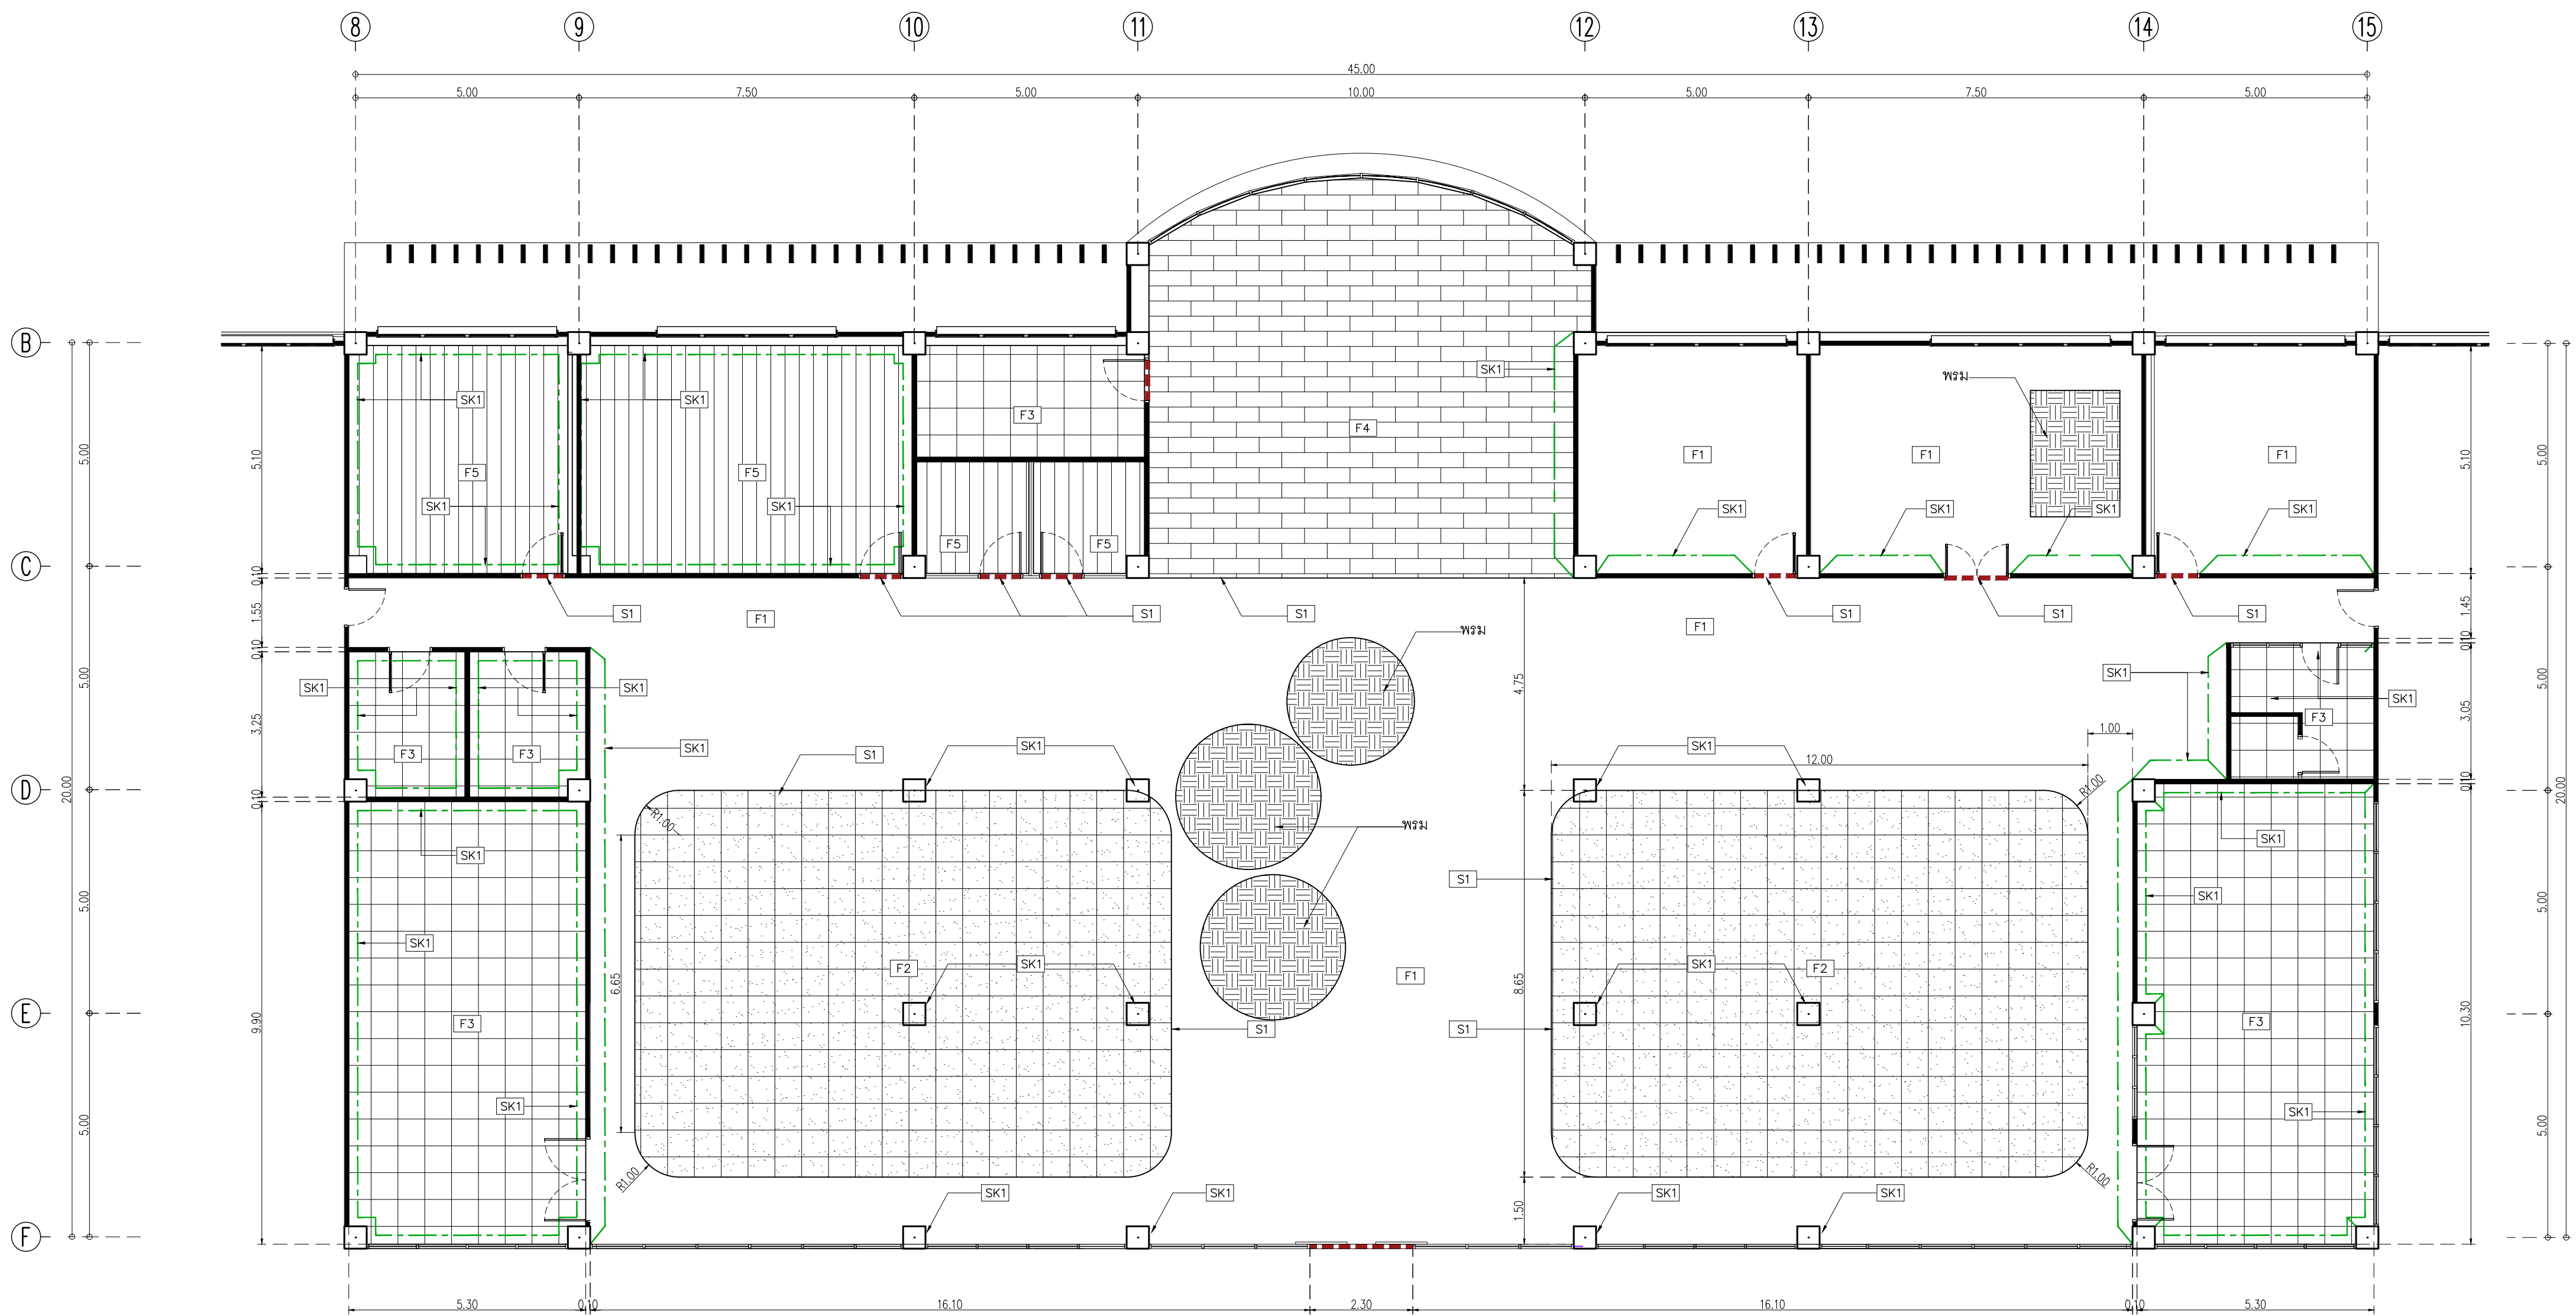 8 9 10 11 12 13 14 15
45.00
5.00 7.50 5.00 10.00 5.00 7.50 5.00
B
SK1 SK1 SK1 พรม
F3 F4
5.10 5.00 F5 F5 F1 F1 F1 5.10 5.00
SK1 SK1 SK1 SK1 SK1 SK1
F5 F5
C
0.10
1.55 S1 F1 S1 S1 F1 S1 S1 S1 1.45
พรม
0.10 0.10
5.00 SK1 SK1 4.75 SK1 SK1 5.00
3.25 F3 3.05
F3 F3 SK1 S1 SK1 SK1 1.00
12.00
D
20.00 0.10 0.10 20.00
R1.00 R1.00
พรม
SK1 SK1
5.00 S1 SK1 5.00
SK1
6.65 F2 SK1 F1 8.65 SK1 F2
E
9.90 F3 S1 S1 F3 10.30
5.00 SK1 SK1 5.00
R1.00 R1.00
SK1 SK1 1.50 SK1 SK1
F
5.30 0.10 16.10 2.30 16.10 0.10 5.30